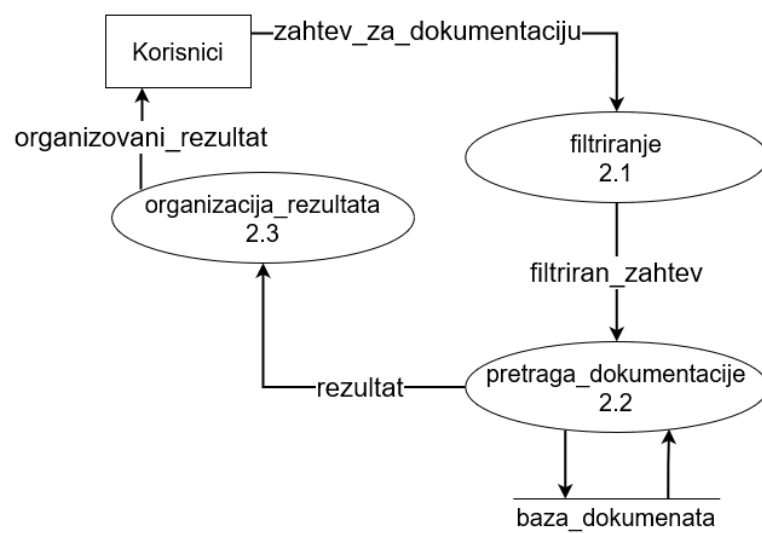 Korisnici
zahtev_za_dokumentaciju
organizovani_rezultat
filtriranje
2.1
organizacija_rezultata
2.3
filtriran_zahtev
pretraga_dokumentacije
2.2
rezultat
baza_dokumenata